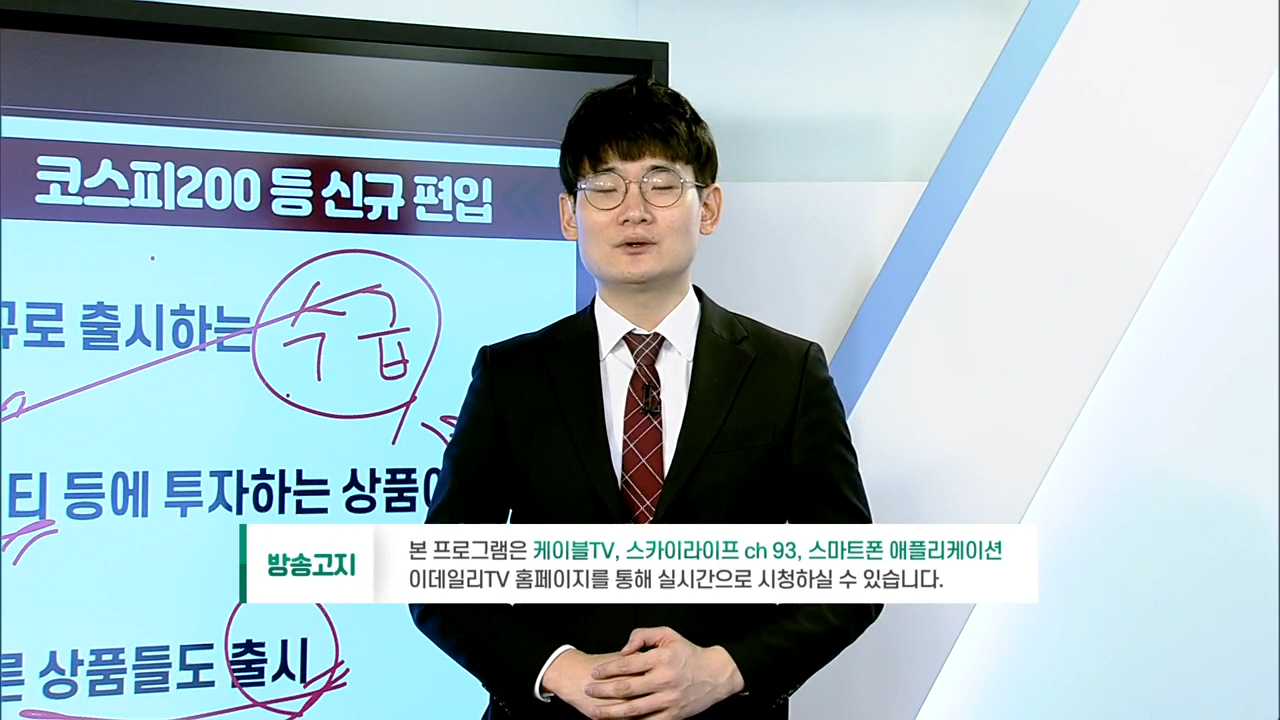 코스피200 등 신규 편입
규로 출시하는
수급
티 등에 투자하는 상품이
방송고지
본 프로그램은 케이블TV, 스카이라이프 ch 93, 스마트폰 애플리케이션
이데일리TV 홈페이지를 통해 실시간으로 시청하실 수 있습니다.
른 상품들도 출시